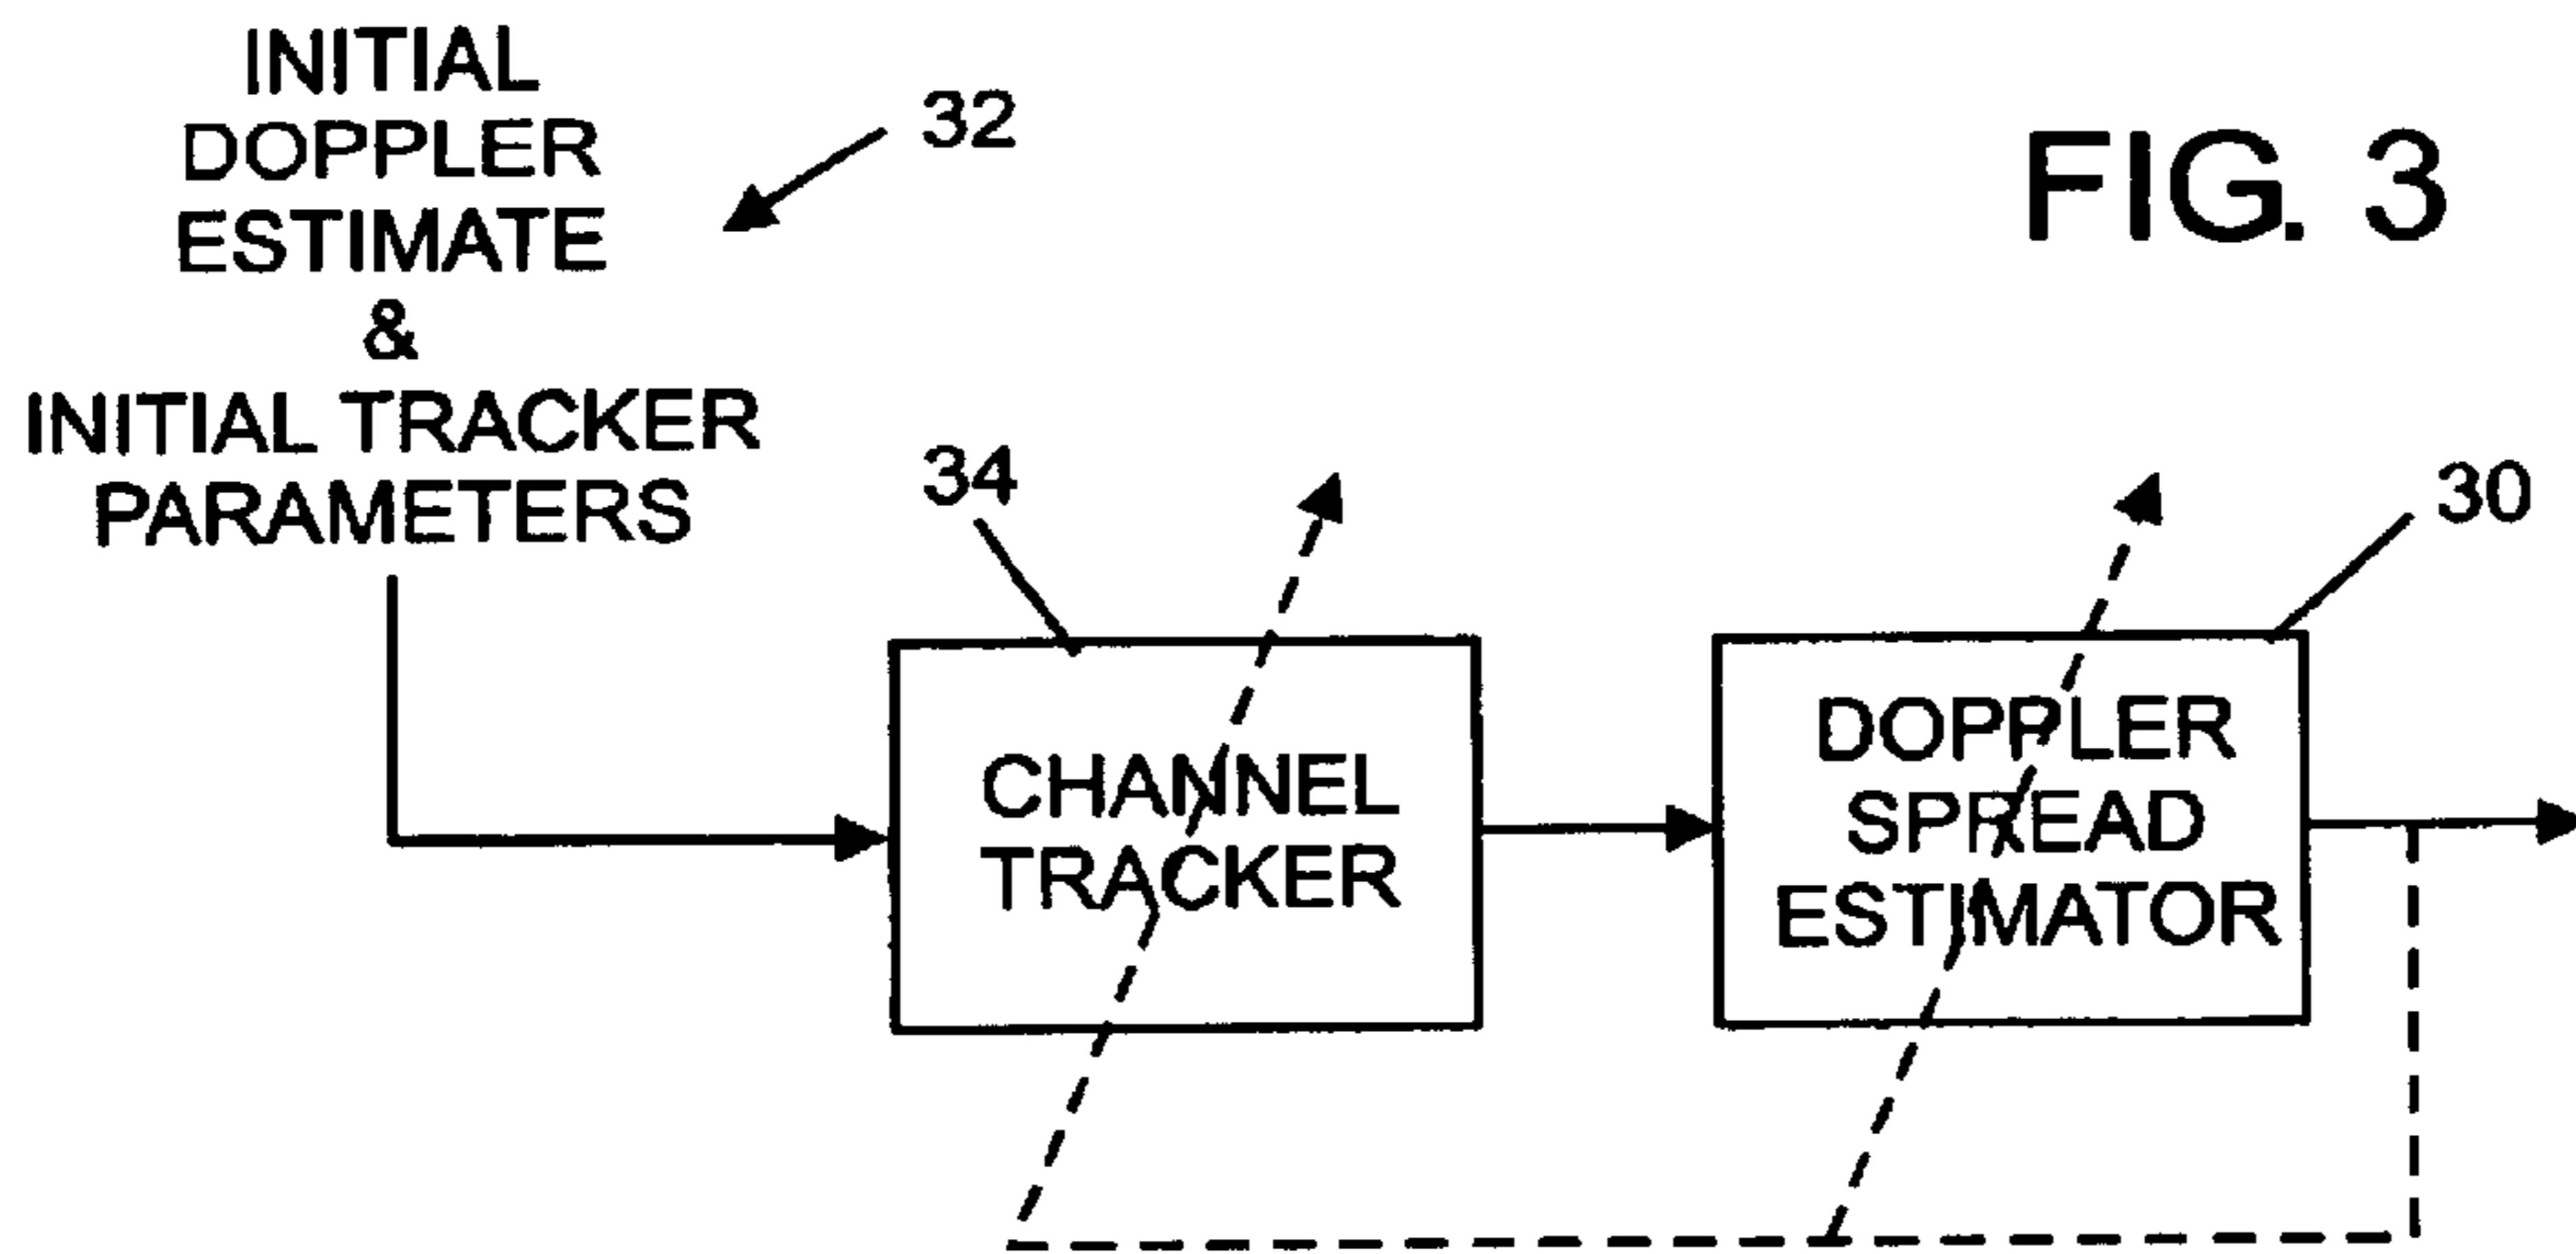 INITIAL
DOPPLER
ESTIMATE
&
INITIAL TRACKER
PARAMETERS
32
FIG. 3
34
CHANNEL
TRACKER
30
DOPPLER
SPREAD
ESTIMATOR